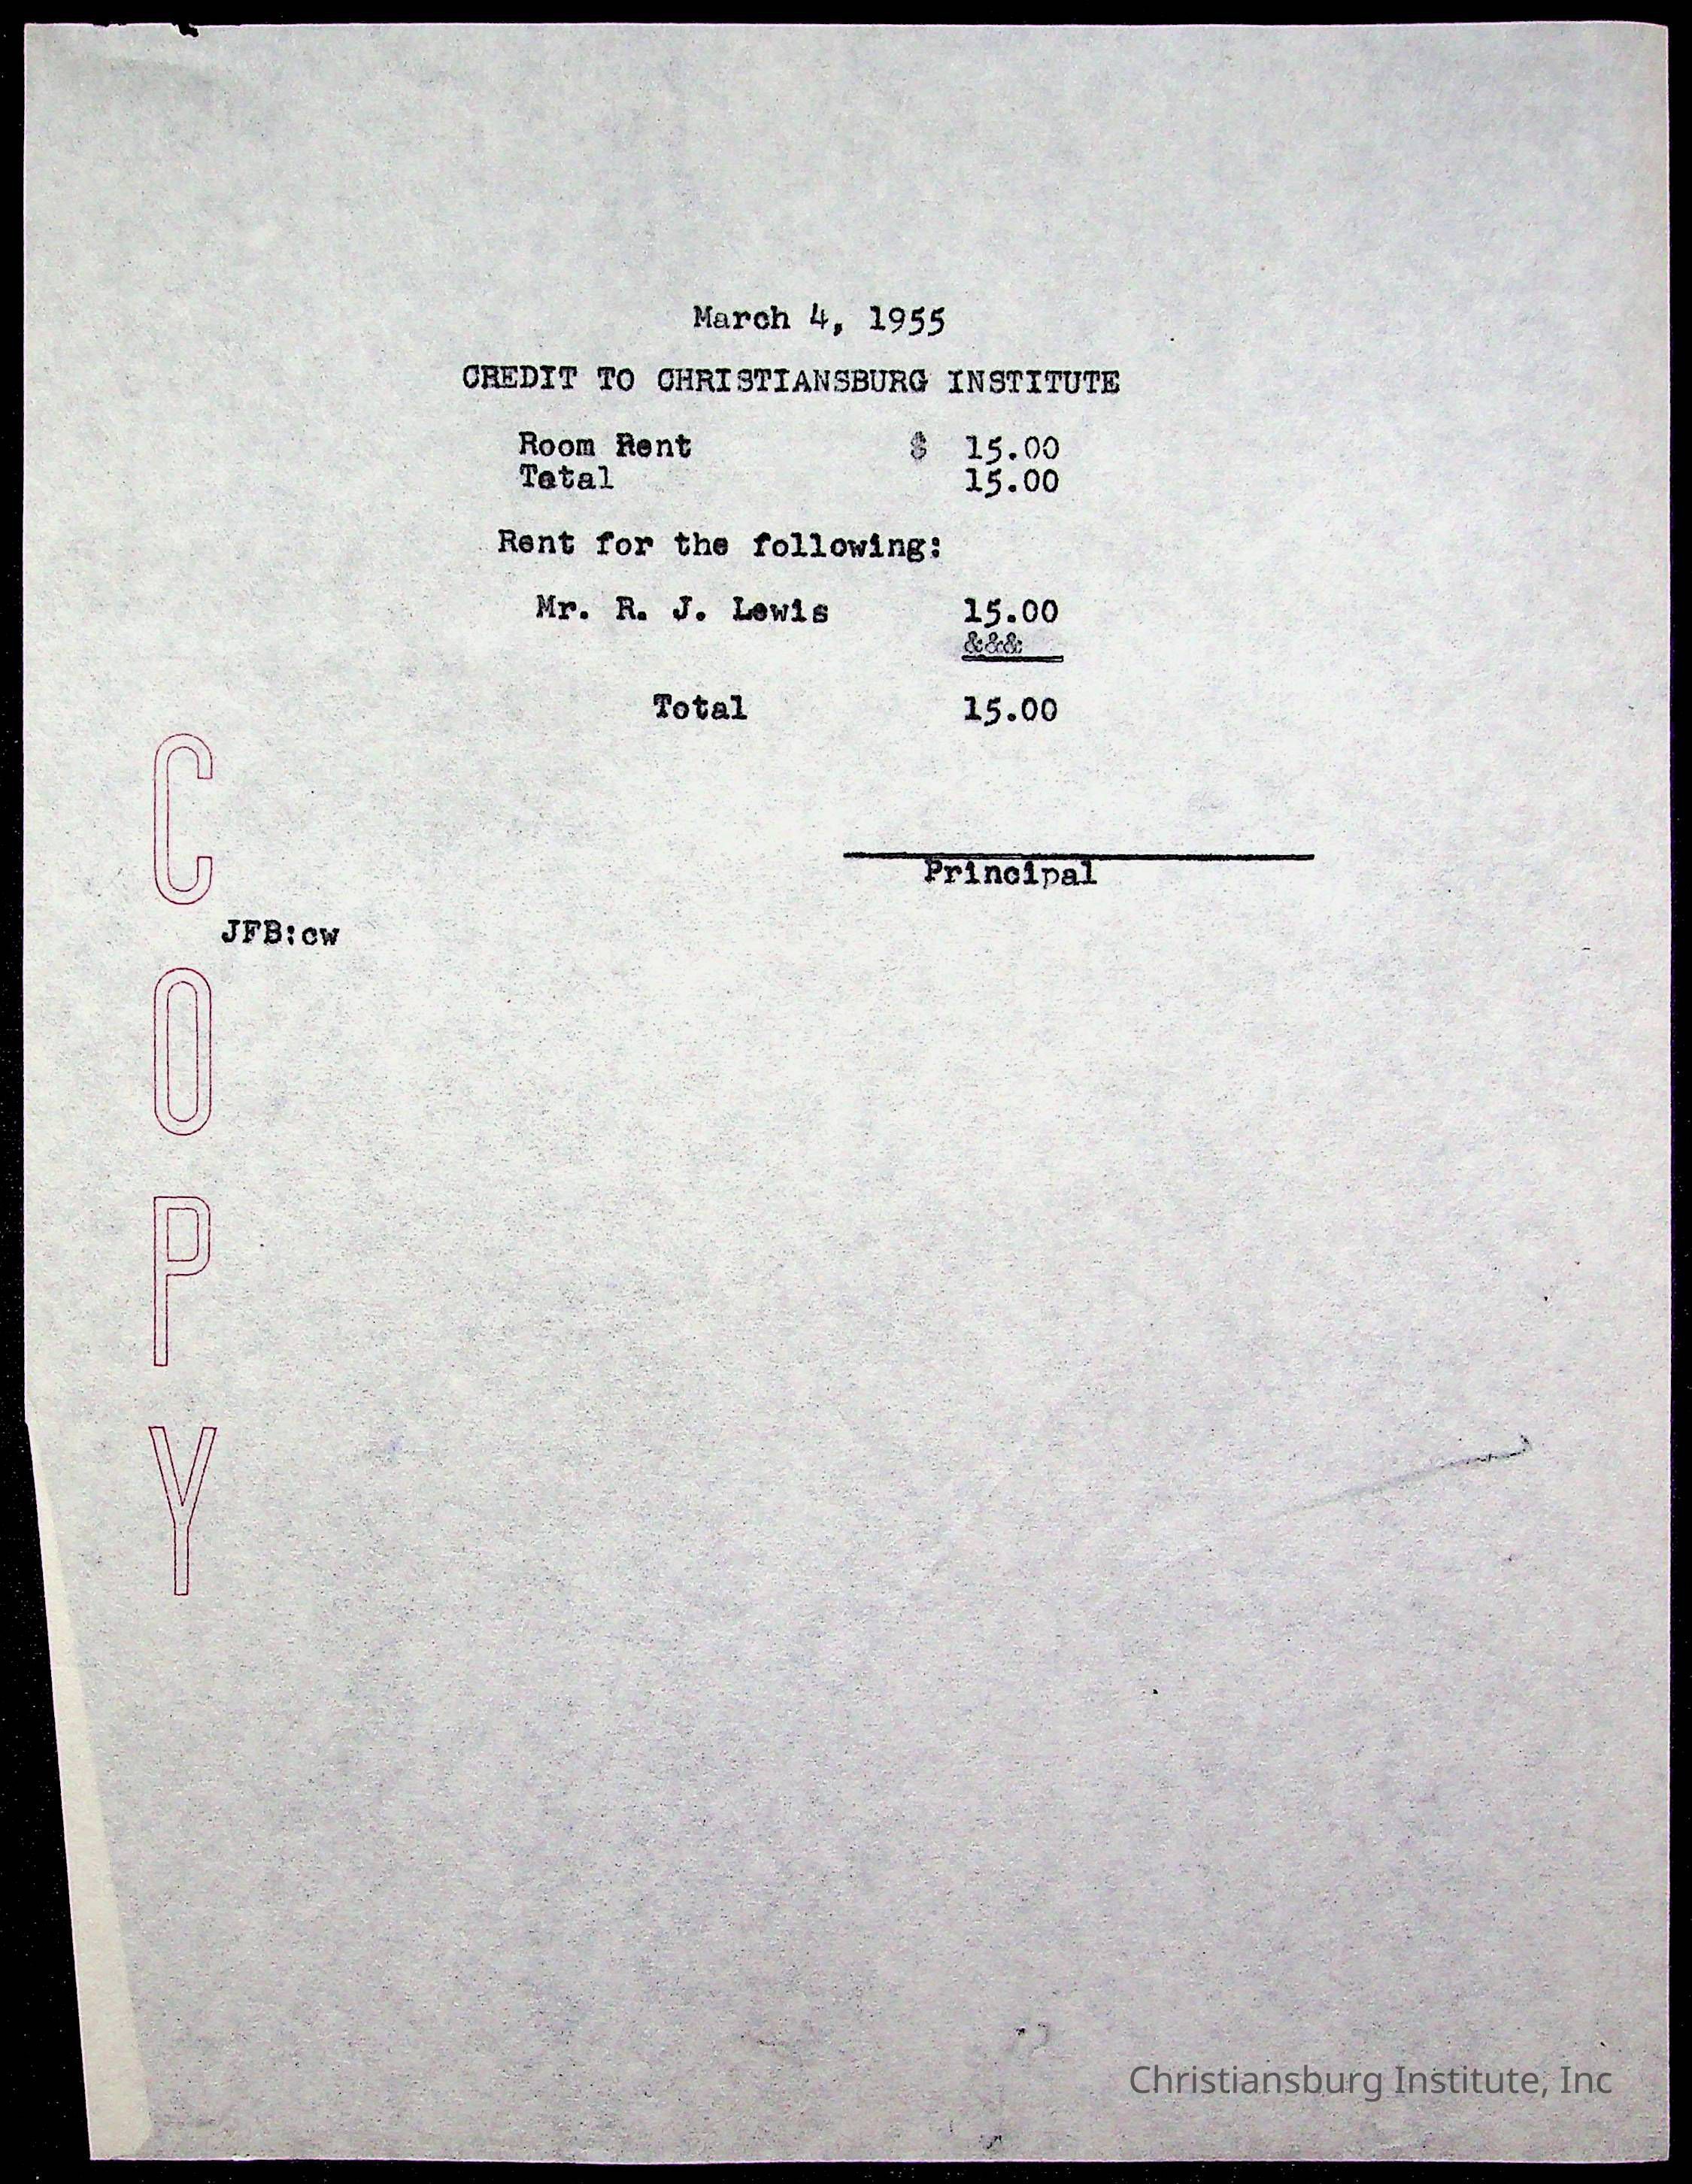 March 4, 1955
CREDIT TO CHRISTIANSBURG INSTITUTE
Room Rent $ 15.00
Total 15.00
Rent for the following:
Mr. R. J. Lewis 15.00
&&&
Total 15.00
Principal
JFB:cw
COPY
Christiansburg Institute, Inc